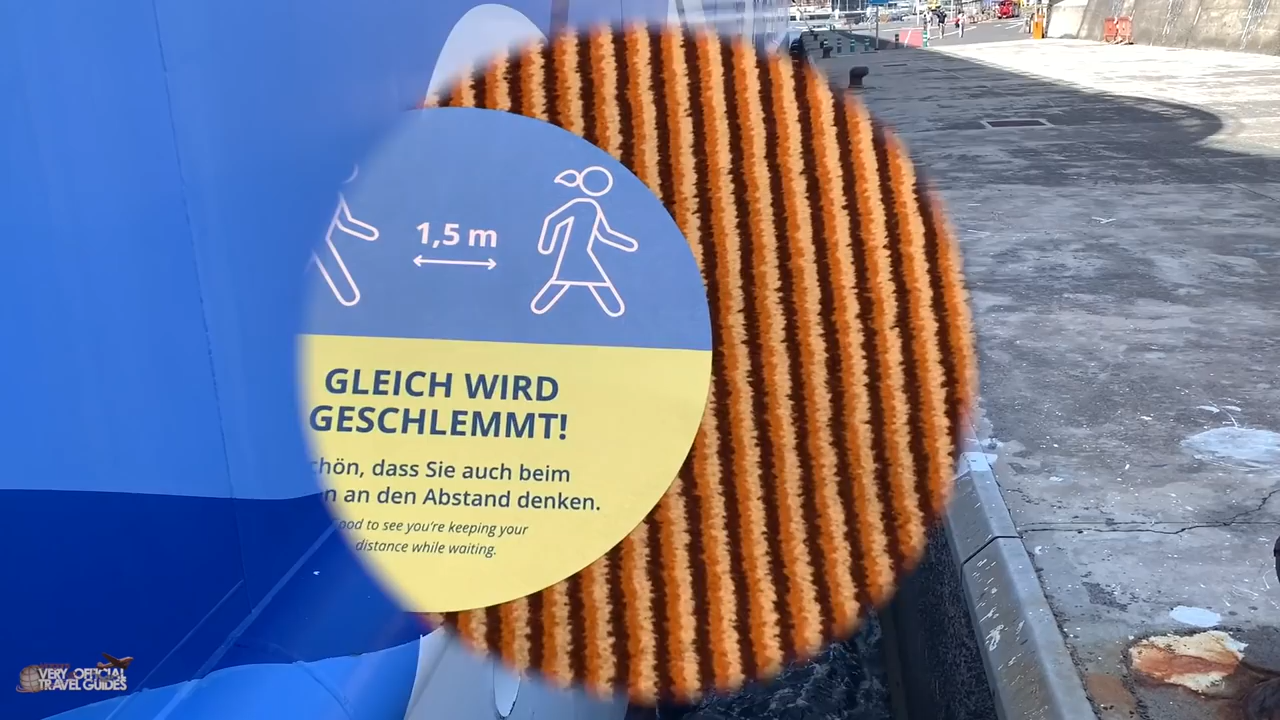 1,5 m
GLEICH WIRD
GESCHLEMMT!
chön, dass Sie auch beim
n an den Abstand denken.
ood to see you're keeping your
distance while waiting.
VERY OFFICIAL
TRAVEL GUIDES